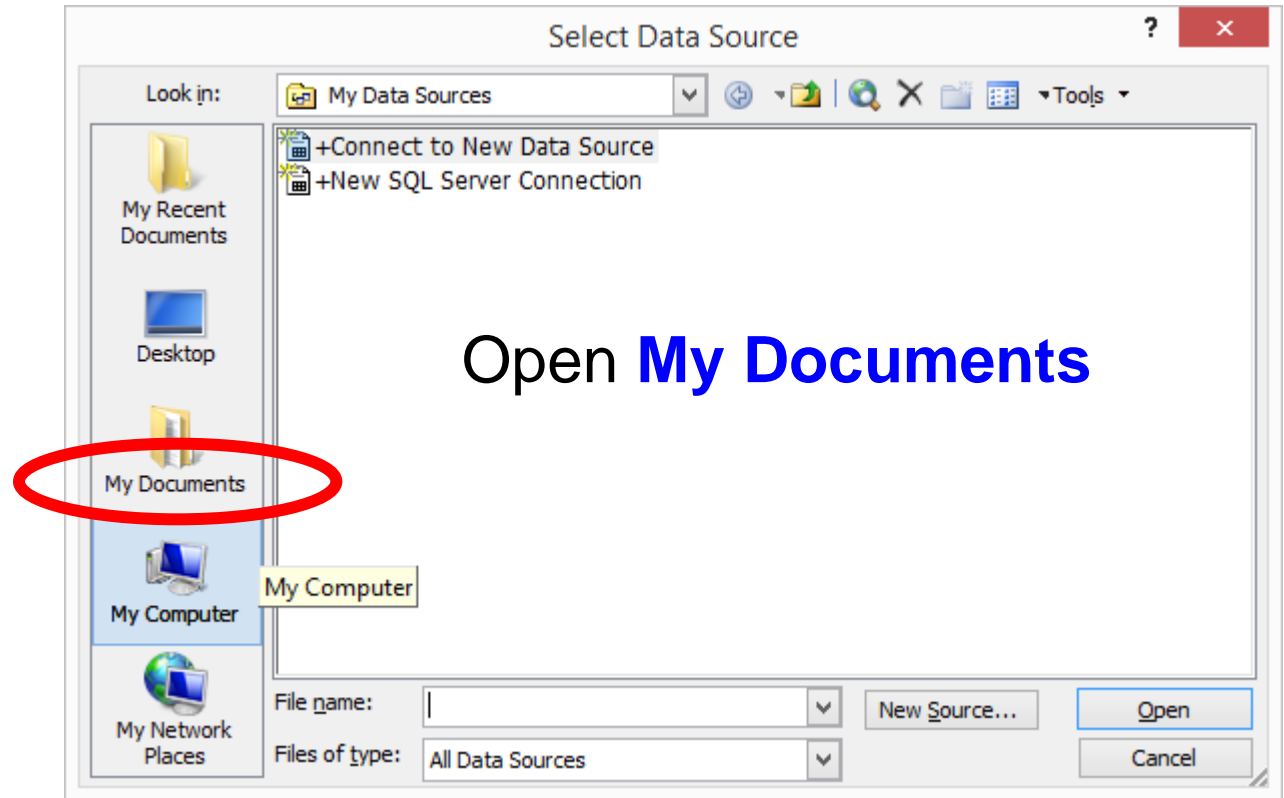 Select Data Source
?
Look in:
My Data Sources
Tools
My Recent
Documents
Desktop
My Documents
My Computer
My Network
Places
+Connect to New Data Source
+New SQL Server Connection
Open My Documents
My Computer
File name:
New Source...
Open
Files of type:
All Data Sources
Cancel